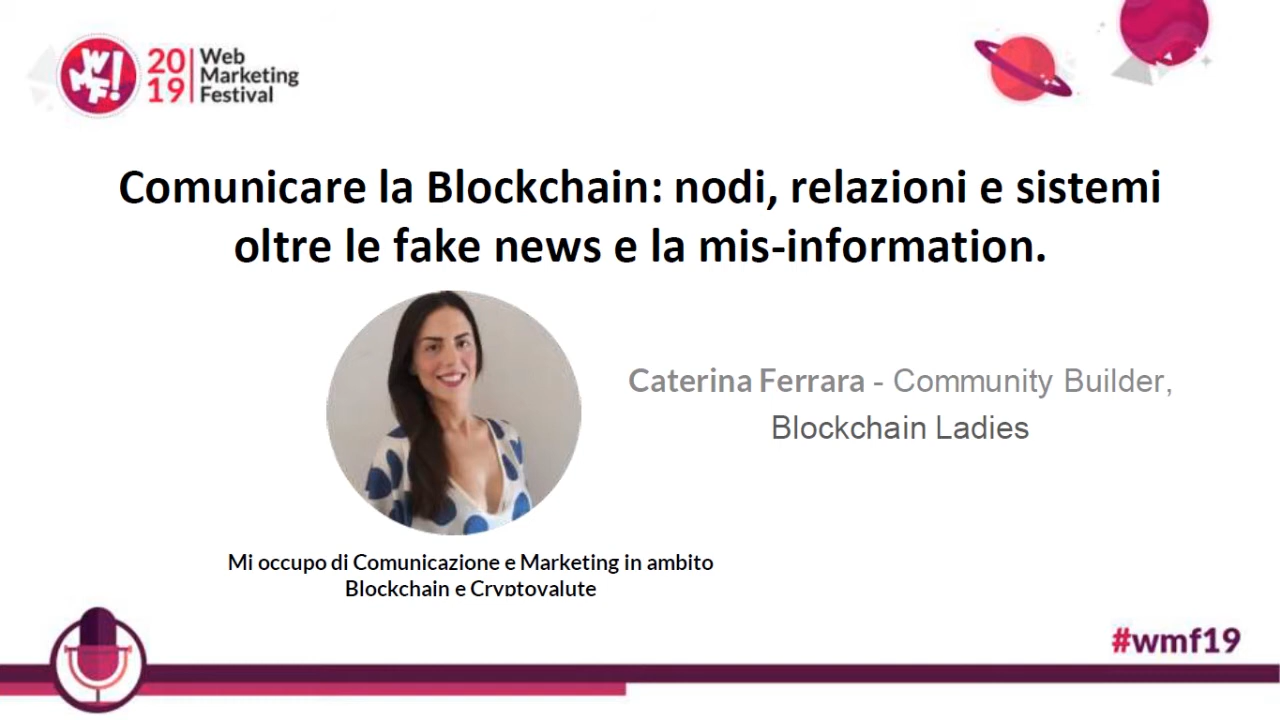 WMF!
20
19
Web
Marketing
Festival
Comunicare la Blockchain: nodi, relazioni e sistemi
oltre le fake news e la mis-information.
Caterina Ferrara - Community Builder,
Blockchain Ladies
Mi occupo di Comunicazione e Marketing in ambito
Blockchain e Cryptovalute
#wmf19